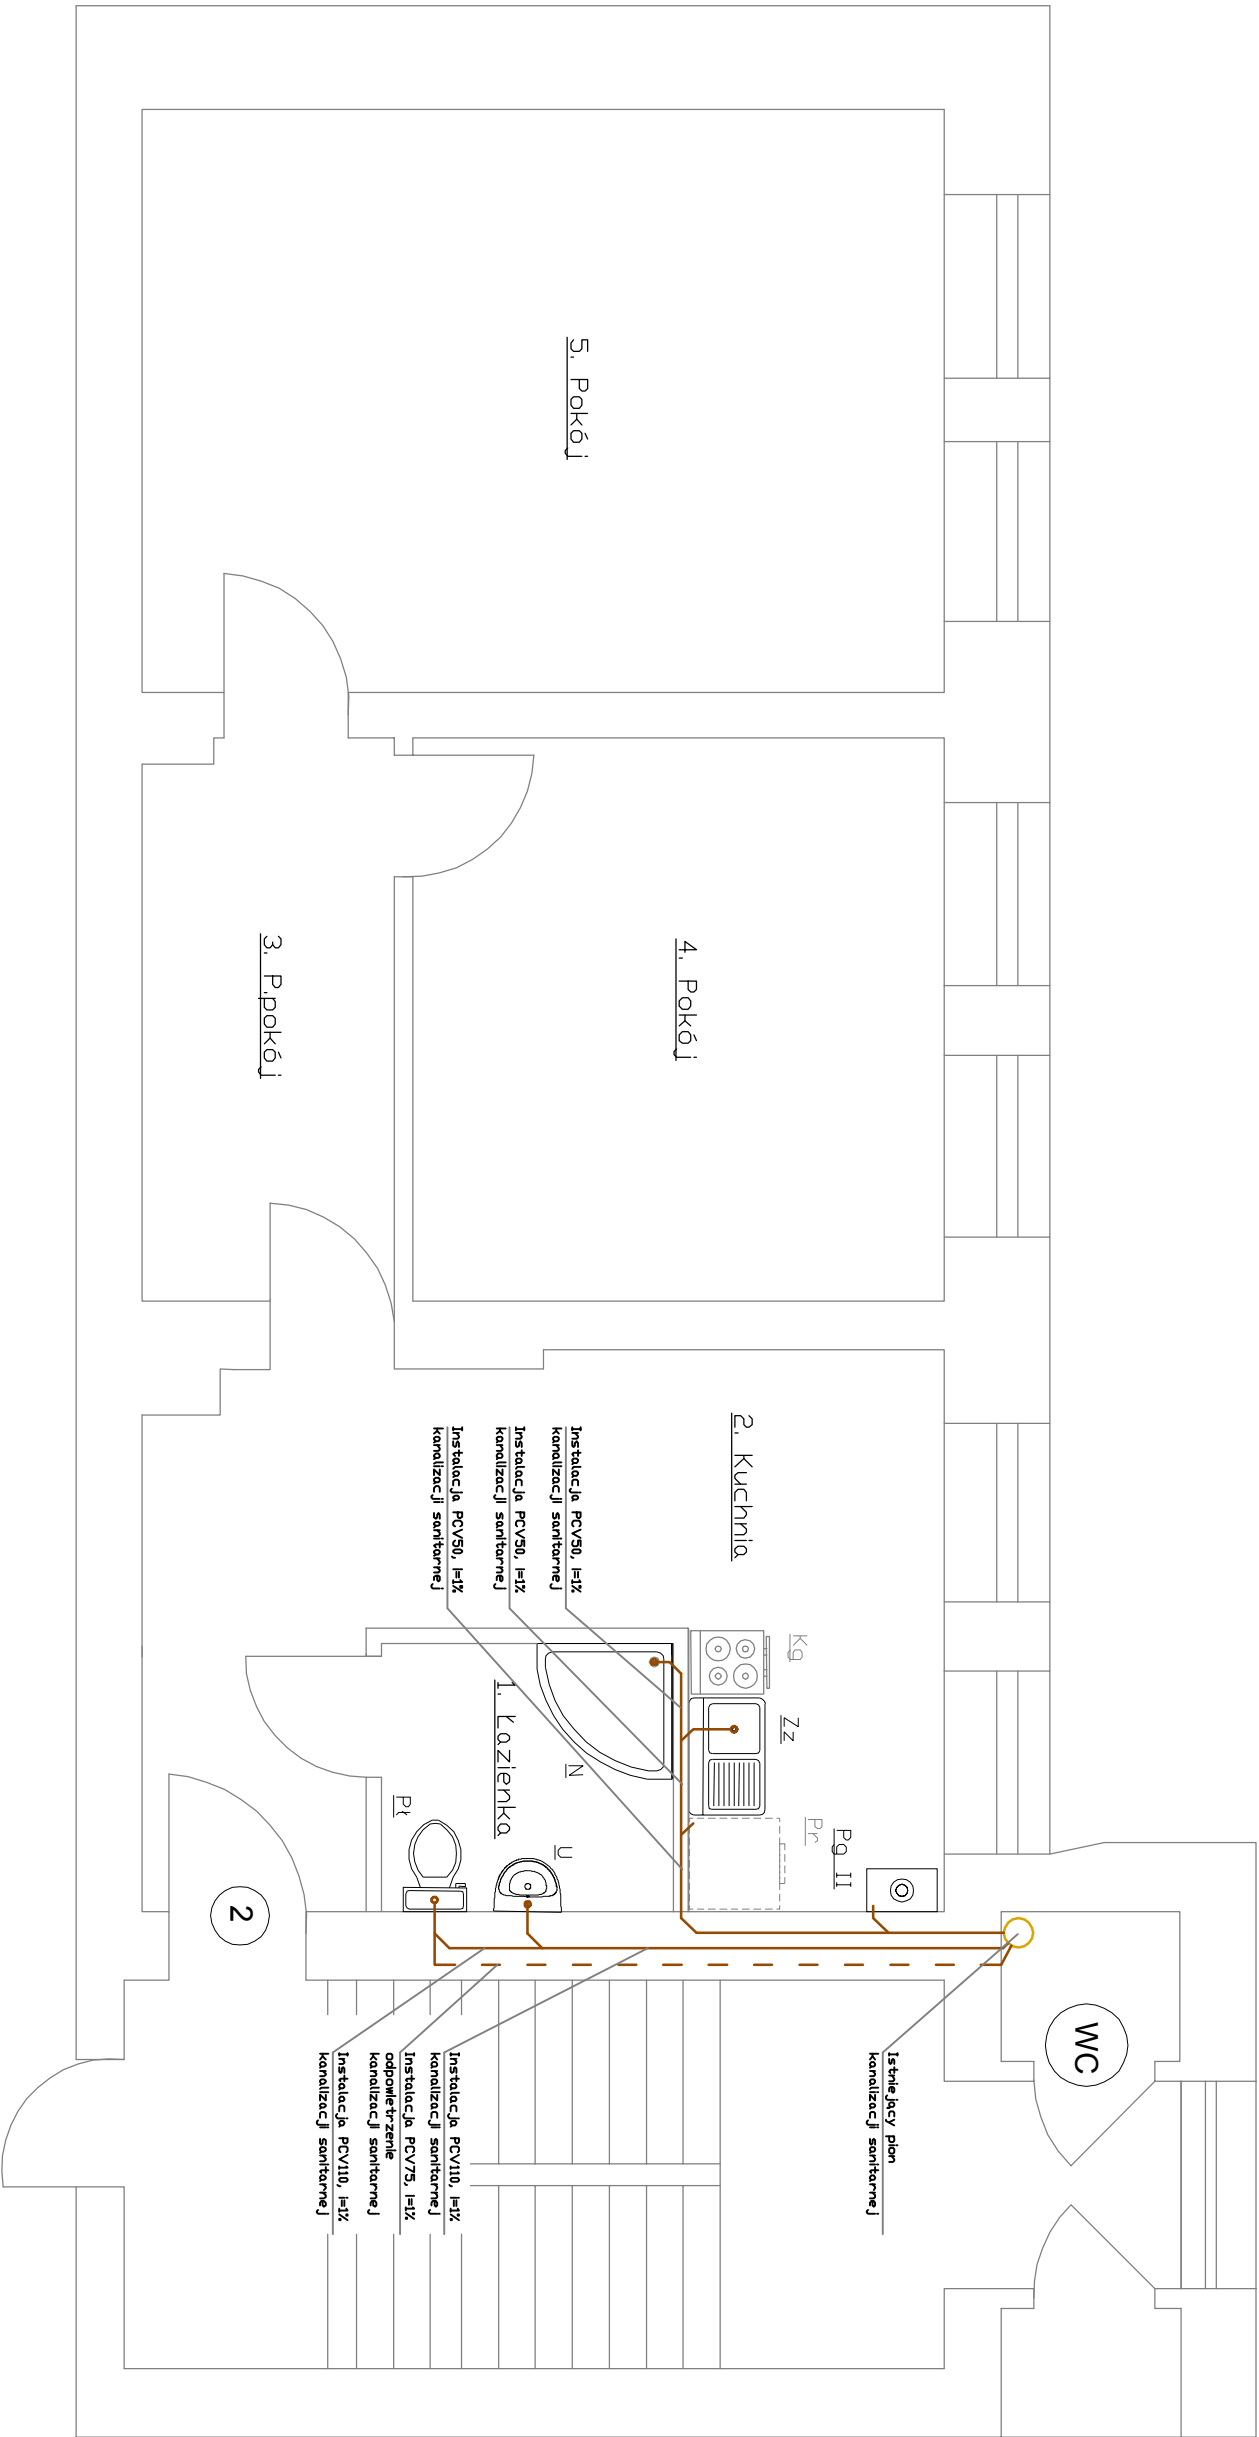 5. Pokój
3. P.pokój
4. Pokój
2. Kuchnia
Instalacja PCV50, i=1%
kanalizacji sanitarnej
Instalacja PCV50, i=1%
kanalizacji sanitarnej
Instalacja PCV50, i=1%
kanalizacji sanitarnej
Kg
Zz
Pr
Pg II
1. Łazienka
N
U
Pł
2
WC
Istniejący pion
kanalizacji sanitarnej
Instalacja PCV110, i=1%
kanalizacji sanitarnej
Instalacja PCV75, i=1%
odpowietrzenie
kanalizacji sanitarnej
Instalacja PCV110, i=1%
kanalizacji sanitarnej